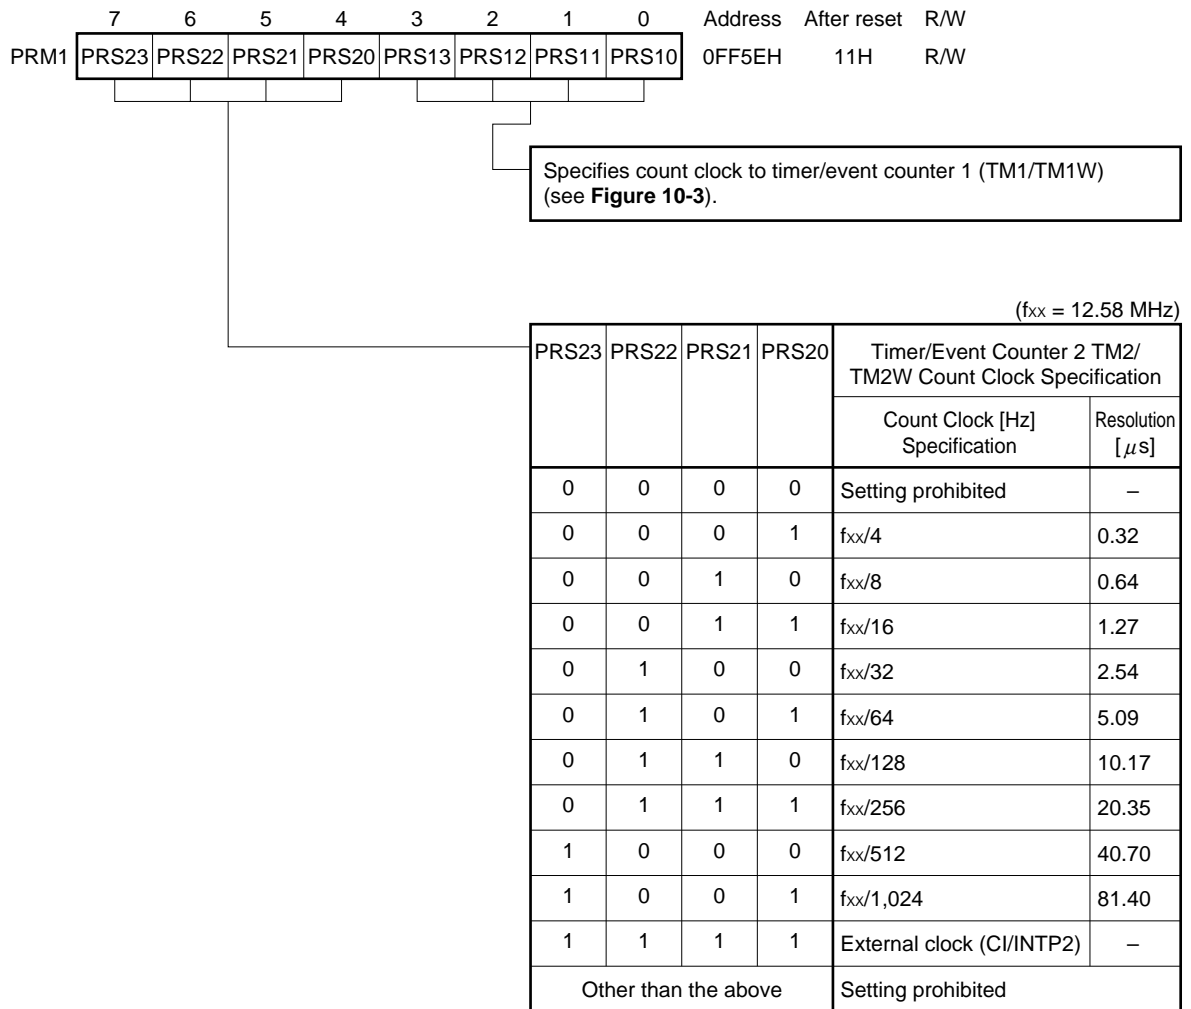 7 6 5 4 3 2 1 0 Address After reset R/W
PRM1 PRS23 PRS22 PRS21 PRS20 PRS13 PRS12 PRS11 PRS10 0FF5EH 11H R/W
Specifies count clock to timer/event counter 1 (TM1/TM1W)
(see Figure 10-3).
(fxx = 12.58 MHz)
PRS23 PRS22 PRS21 PRS20 Timer/Event Counter 2 TM2/
TM2W Count Clock Specification
Count Clock [Hz] Resolution
Specification [μs]
0 0 0 0 Setting prohibited –
0 0 0 1 fxx/4 0.32
0 0 1 0 fxx/8 0.64
0 0 1 1 fxx/16 1.27
0 1 0 0 fxx/32 2.54
0 1 0 1 fxx/64 5.09
0 1 1 0 fxx/128 10.17
0 1 1 1 fxx/256 20.35
1 0 0 0 fxx/512 40.70
1 0 0 1 fxx/1,024 81.40
1 1 1 1 External clock (CI/INTP2) –
Other than the above Setting prohibited